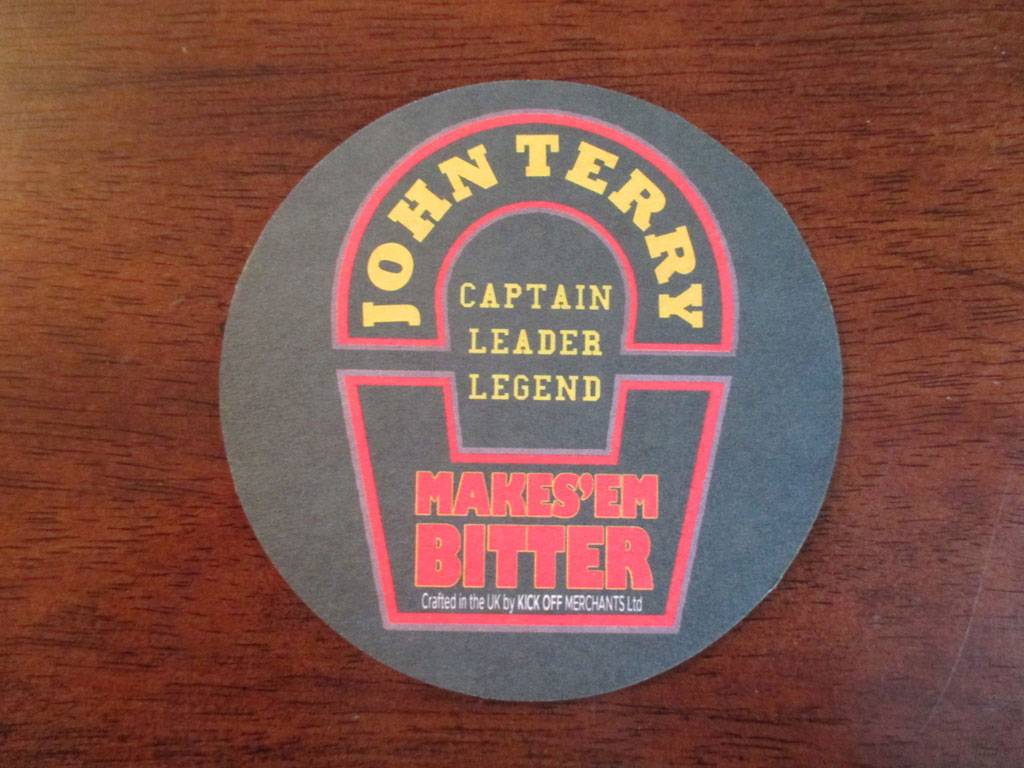 JOHN TERRY
CAPTAIN
LEADER
LEGEND
MAKES'EM
BITTER
Crafted in the UK by KICK OFF MERCHANTS Ltd